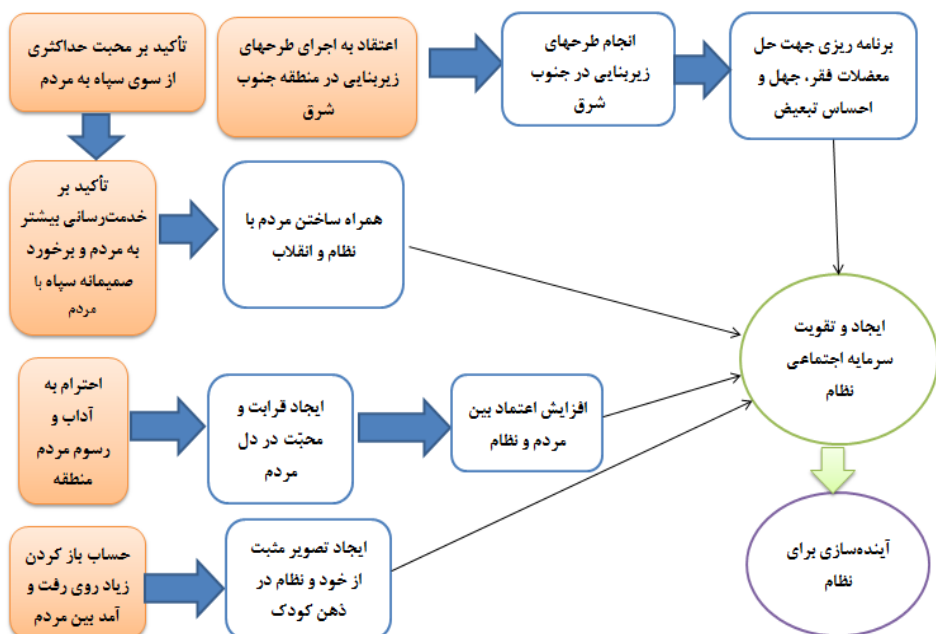 تأکید بر محبت حداکثری
از سوی سپاه به مردم
اعتقاد به اجرای طرحهای
زیربنایی در منطقه جنوب
شرق
انجام طرحهای
زیربنایی در جنوب
شرق
برنامه ریزی جهت حل
معضلات فقر، جهل و
احساس تبعیض
تأکید بر
خدمت‌رسانی بیشتر
به مردم و برخورد
صمیمانه سپاه با
مردم
همراه ساختن مردم با
نظام و انقلاب
ایجاد و تقویت
سرمایه اجتماعی
نظام
احترام به
آداب و
رسوم مردم
منطقه
ایجاد قرابت و
محبّت در دل
مردم
افزایش اعتماد بین
مردم و نظام
حساب باز کردن
زیاد روی رفت و
آمد بین مردم
ایجاد تصویر مثبت
از خود و نظام در
ذهن کودک
آینده‌سازی برای
نظام